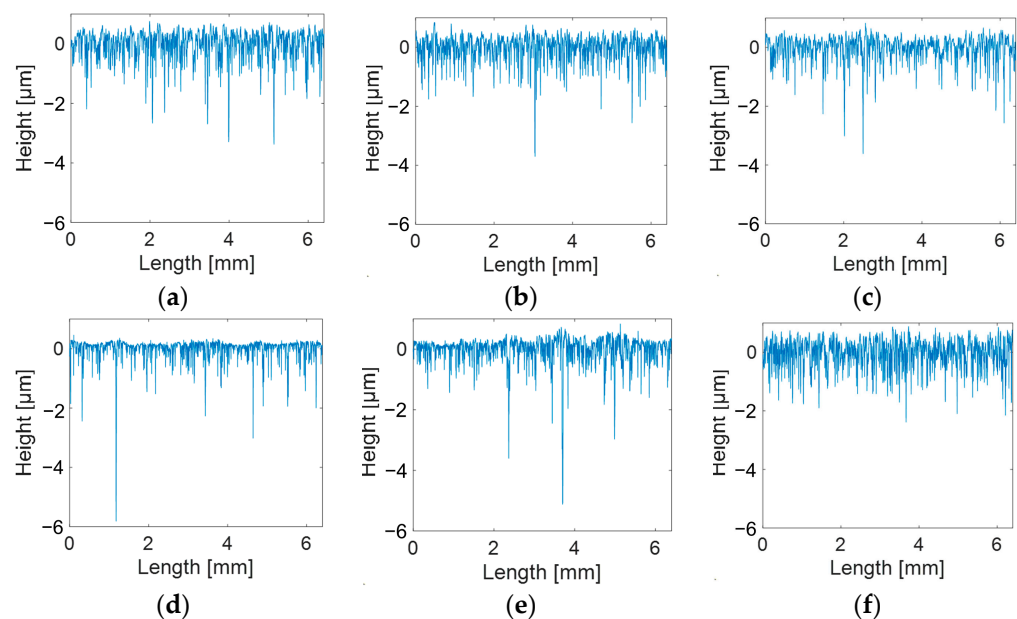 0
−2
−4
−6
Height [µm]
0 2 4 6
Length [mm]
(a)
0
−2
−4
−6
Height [µm]
0 2 4 6
Length [mm]
(b)
0
−2
−4
−6
Height [µm]
0 2 4 6
Length [mm]
(c)
0
−2
−4
−6
Height [µm]
0 2 4 6
Length [mm]
(d)
0
−2
−4
−6
Height [µm]
0 2 4 6
Length [mm]
(e)
0
−2
−4
−6
Height [µm]
0 2 4 6
Length [mm]
(f)